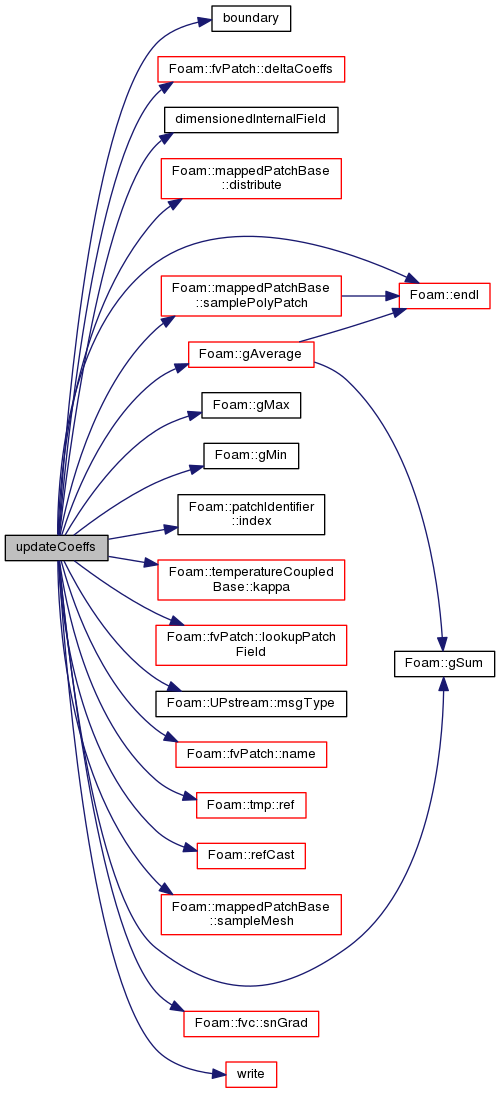 boundary
Foam::fvPatch::deltaCoeffs
dimensionedInternalField
Foam::mappedPatchBase
::distribute
Foam::mappedPatchBase
::samplePolyPatch
Foam::endl
Foam::gAverage
Foam::gMax
Foam::gMin
Foam::patchIdentifier
::index
updateCoeffs
Foam::temperatureCoupled
Base::kappa
Foam::fvPatch::lookupPatch
Field
Foam::gSum
Foam::UPstream::msgType
Foam::fvPatch::name
Foam::tmp::ref
Foam::refCast
Foam::mappedPatchBase
::sampleMesh
Foam::fvc::snGrad
write